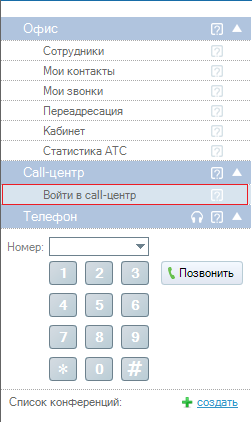 Офис
Сотрудники
Мои контакты
Мои звонки
Переадресация
Кабинет
Статистика АТС
Call-центр
Войти в call-центр
Телефон
Номер:
1 2 3 Позвонить
4 5 6
7 8 9
* 0 #
Список конференций: создать